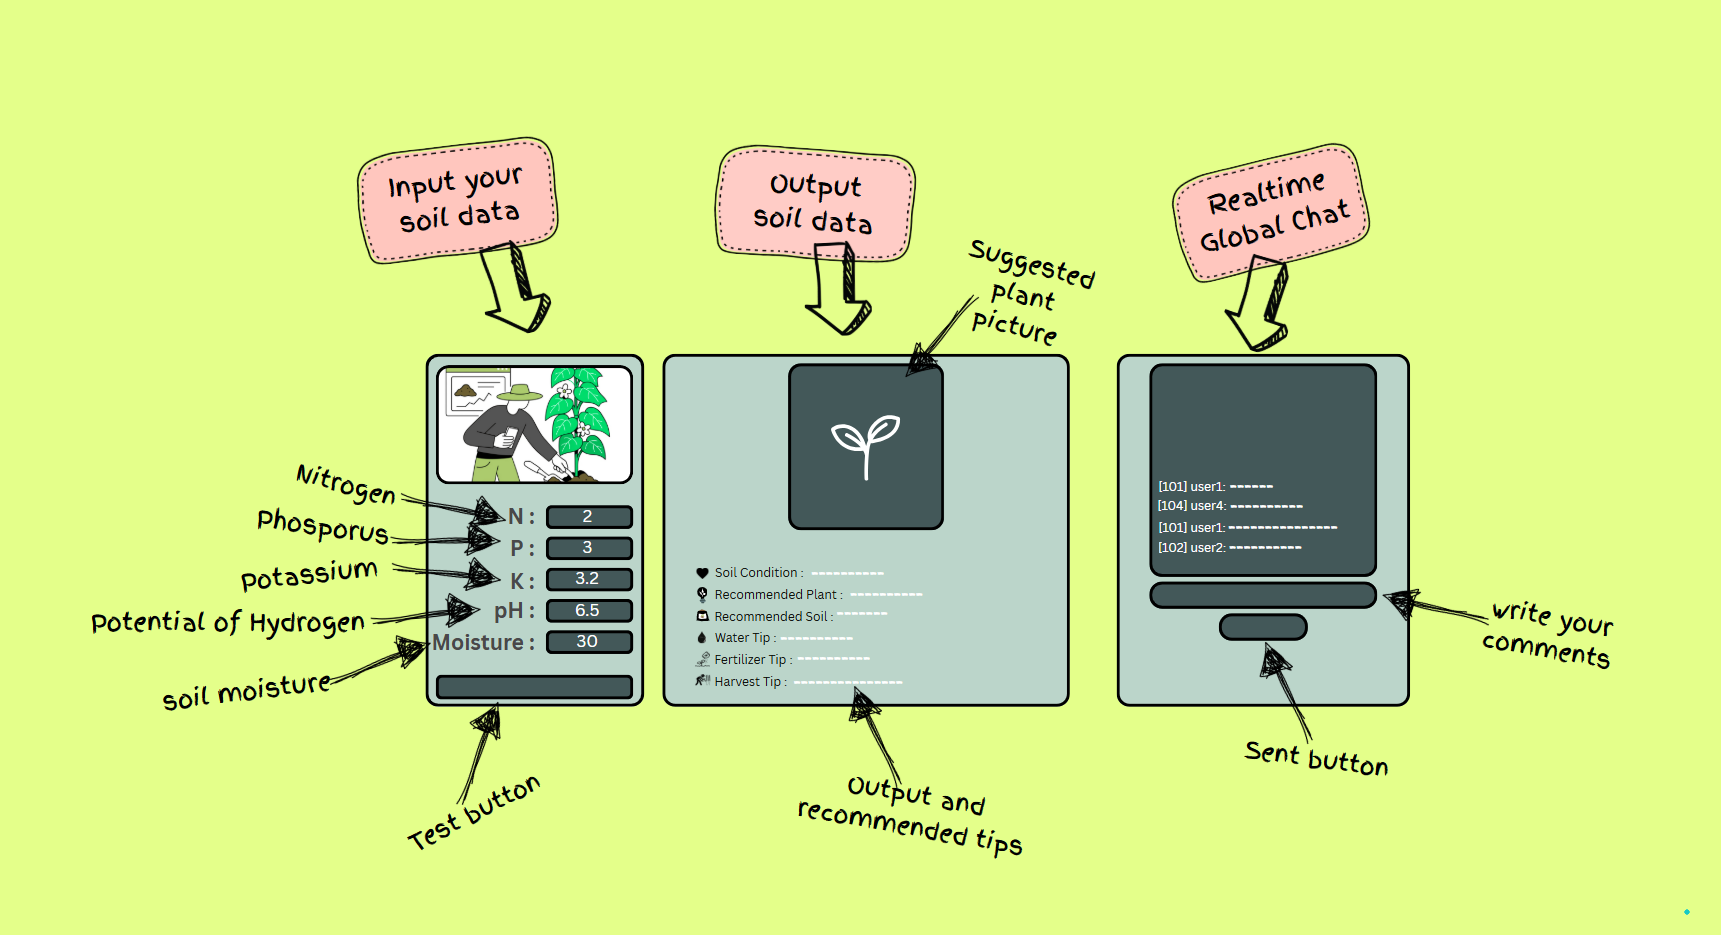 Input your
soil data
Output
soil data
Realtime
Global Chat
Suggested
Plant
Picture
Nitrogen
Phosporus
Potassium
Potential of Hydrogen
soil moisture
N : 2
P : 3
K : 3.2
pH : 6.5
Moisture : 30
Test button
Soil Condition : ----------
Recommended Plant : ----------
Recommended Soil : -------
Water Tip : ----------
Fertilizer Tip : ----------
Harvest Tip : ---------------
Output and
recommended tips
[101] user1: ------
[104] user4: ----------
[101] user1: ---------------
[102] user2: ----------
write your
comments
Sent button